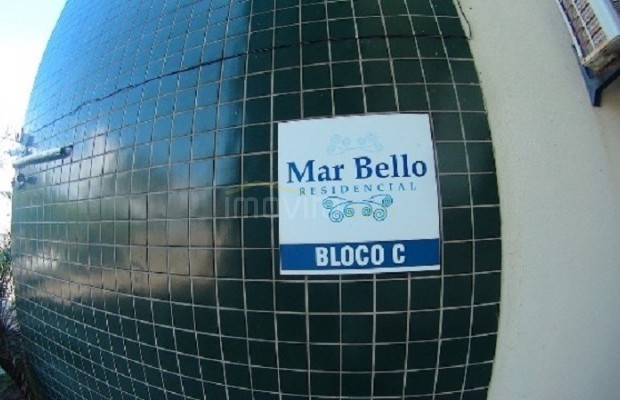 Mar Bello
RESIDENCIAL
BLOCO C